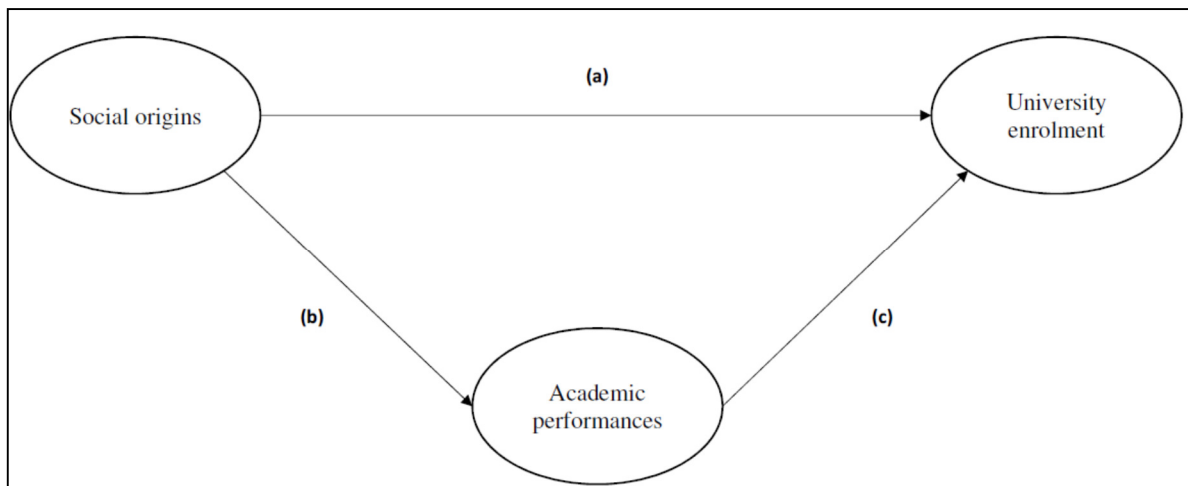 (a)
Social origins
University
enrolment
(b)
(c)
Academic
performances